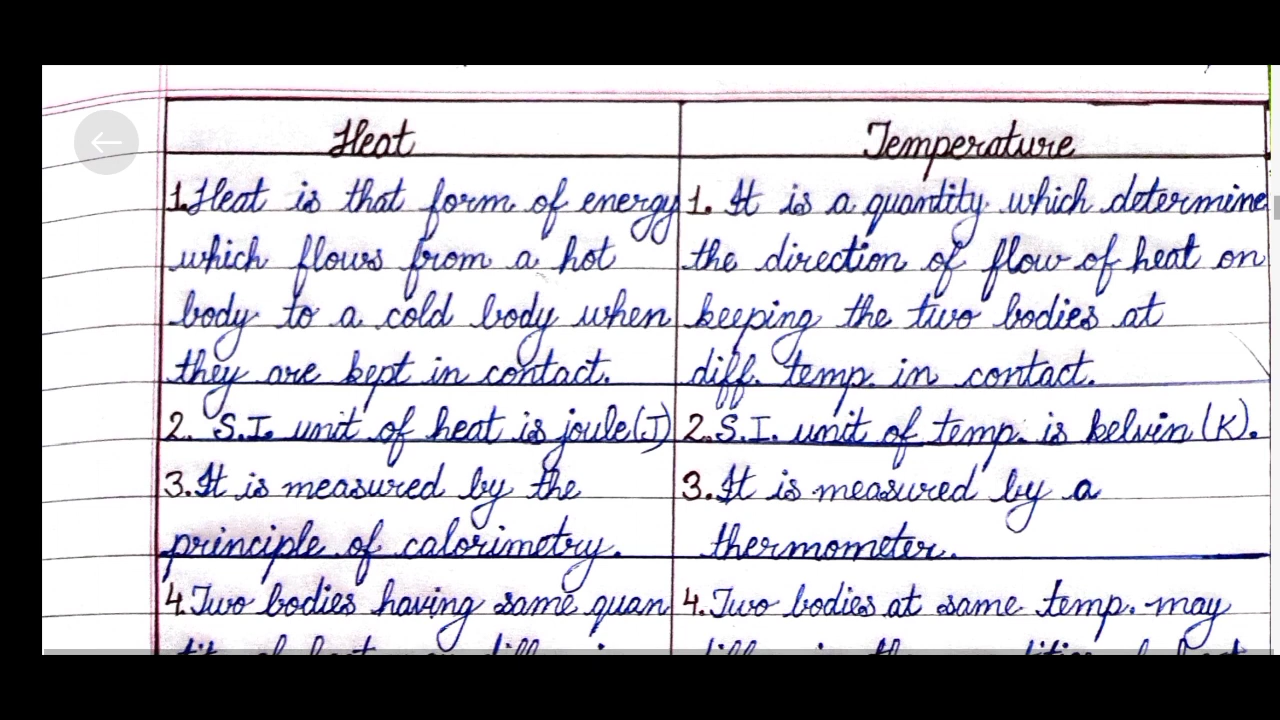 Heat
Temperature
1. Heat is that form of energy
which flows from a hot
body to a cold body when
they are kept in contact.
2. S.I. unit of heat is joule (J)
3. It is measured by the
principle of calorimetry.
4. Two bodies having same quan
1. It is a quantity which determine
the direction of flow of heat on
keeping the two bodies at
diff. temp. in contact.
2. S.I. unit of temp. is kelvin (K).
3. It is measured by a
thermometer.
4. Two bodies at same temp. may